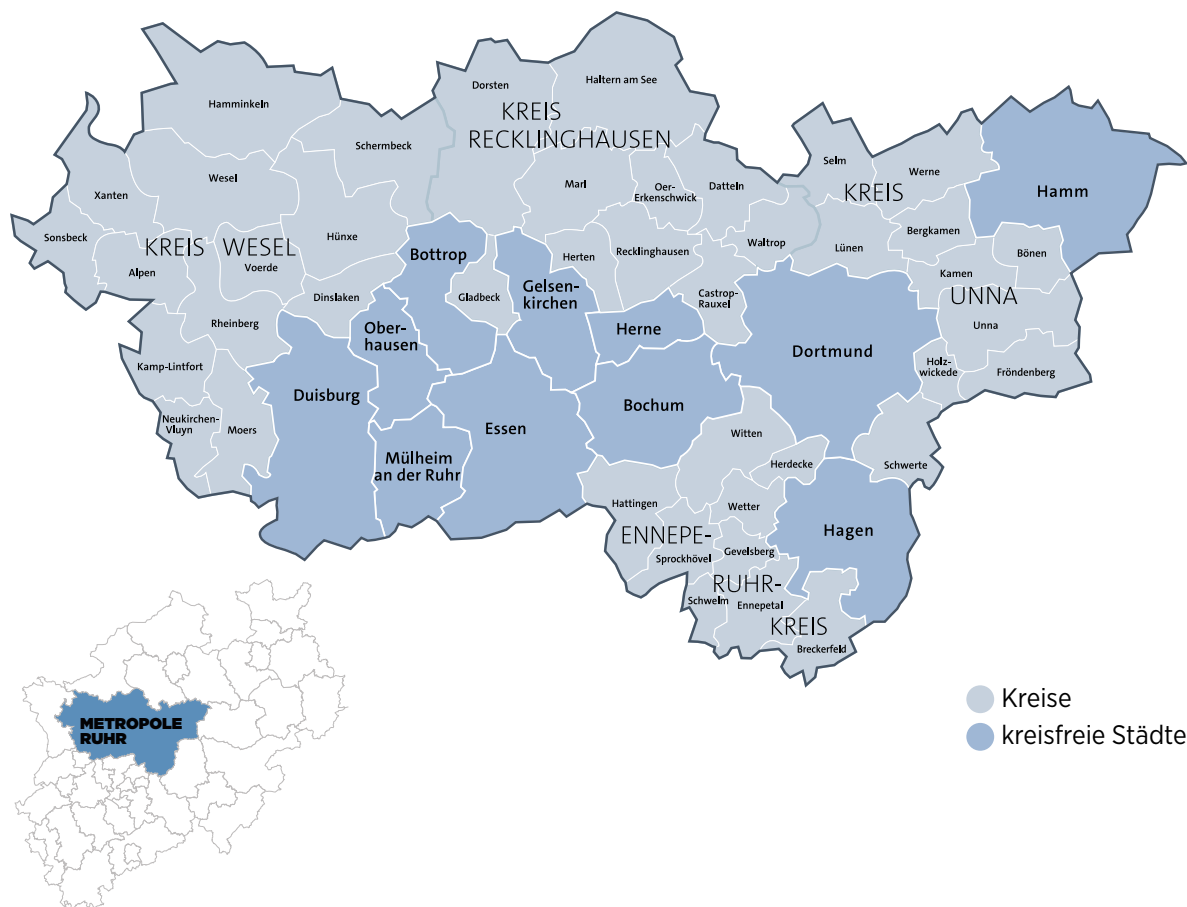 Dorsten
Haltern am See
Hamminkeln
KREIS
RECKLINGHAUSEN
Schermbeck
Selm
Werne
Wesel
Marl
Oer-
Erkenschwick
Datteln
KREIS
Hamm
Xanten
Sonsbeck
KREIS WESEL
Hünxe
Bottrop
Herten
Recklinghausen
Waltrop
Lünen
Bergkamen
Bönen
Alpen
Voerde
Dinslaken
Gladbeck
Gelsen-
kirchen
Castrop-
Rauxel
Kamen
UNNA
Unna
Rheinberg
Ober-
hausen
Herne
Dortmund
Holz-
wickede
Fröndenberg
Kamp-Lintfort
Duisburg
Bochum
Neukirchen-
Vluyn
Moers
Essen
Witten
Mülheim
an der Ruhr
Herdecke
Schwerte
Hattingen
Wetter
Hagen
ENNEPE-
Sprockhövel
Gevelsberg
RUHR-
Schwelm
Ennepetal
KREIS
Breckerfeld
METROPOLE
RUHR
Kreise
kreisfreie Städte